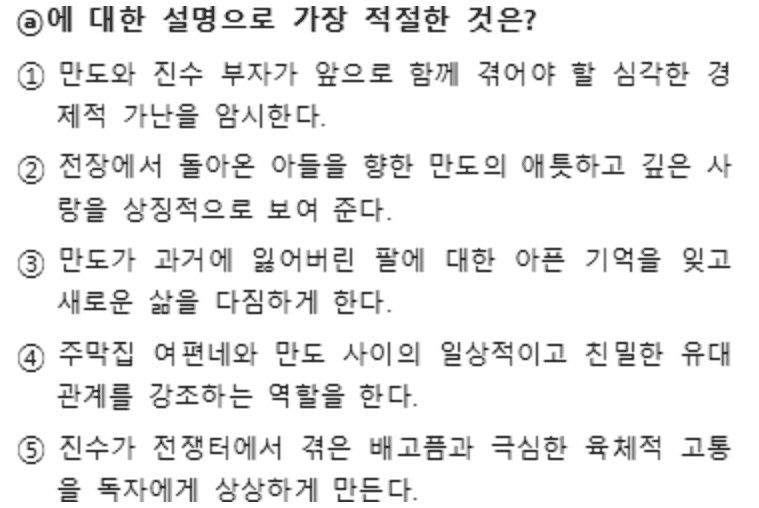 ⓐ에 대한 설명으로 가장 적절한 것은?
① 만도와 진수 부자가 앞으로 함께 겪어야 할 심각한 경
제적 가난을 암시한다.
② 전장에서 돌아온 아들을 향한 만도의 애틋하고 깊은 사
랑을 상징적으로 보여 준다.
③ 만도가 과거에 잃어버린 팔에 대한 아픈 기억을 잊고
새로운 삶을 다짐하게 한다.
④ 주막집 여편네와 만도 사이의 일상적이고 친밀한 유대
관계를 강조하는 역할을 한다.
⑤ 진수가 전쟁터에서 겪은 배고픔과 극심한 육체적 고통
을 독자에게 상상하게 만든다.